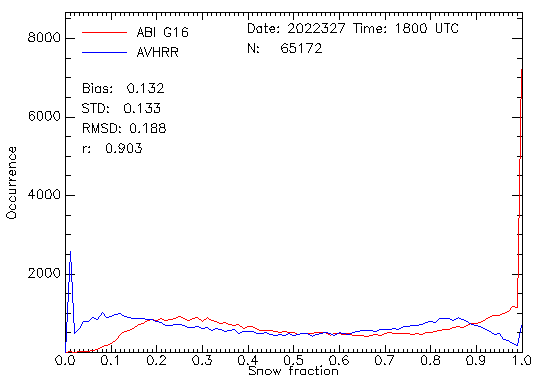 ABI G16
AVHRR
Date: 2022327 Time: 1800 UTC
N: 65172
Bias: 0.132
STD: 0.133
RMSD: 0.188
r: 0.903
8000
6000
4000
2000
Occurrence
0.0 0.1 0.2 0.3 0.4 0.5 0.6 0.7 0.8 0.9 1.0
Snow fraction